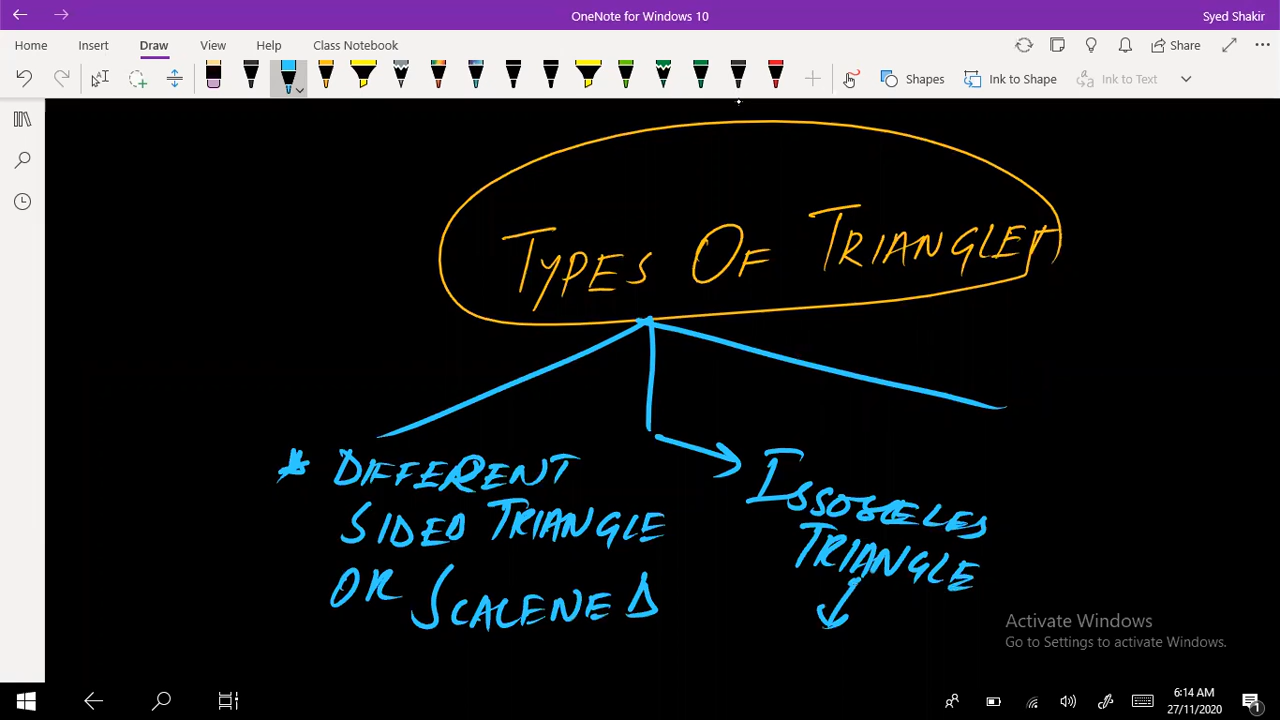 OneNote for Windows 10
Syed Shakir
Home Insert Draw View Help Class Notebook
Share
Shapes Ink to Shape Ink to Text
TYPES OF TRIANGLES
* DIFFERENT
SIDED TRIANGLE
OR SCALENE Δ
ISSOSCELES
TRIANGLE
Activate Windows
Go to Settings to activate Windows.
6:14 AM
27/11/2020
1